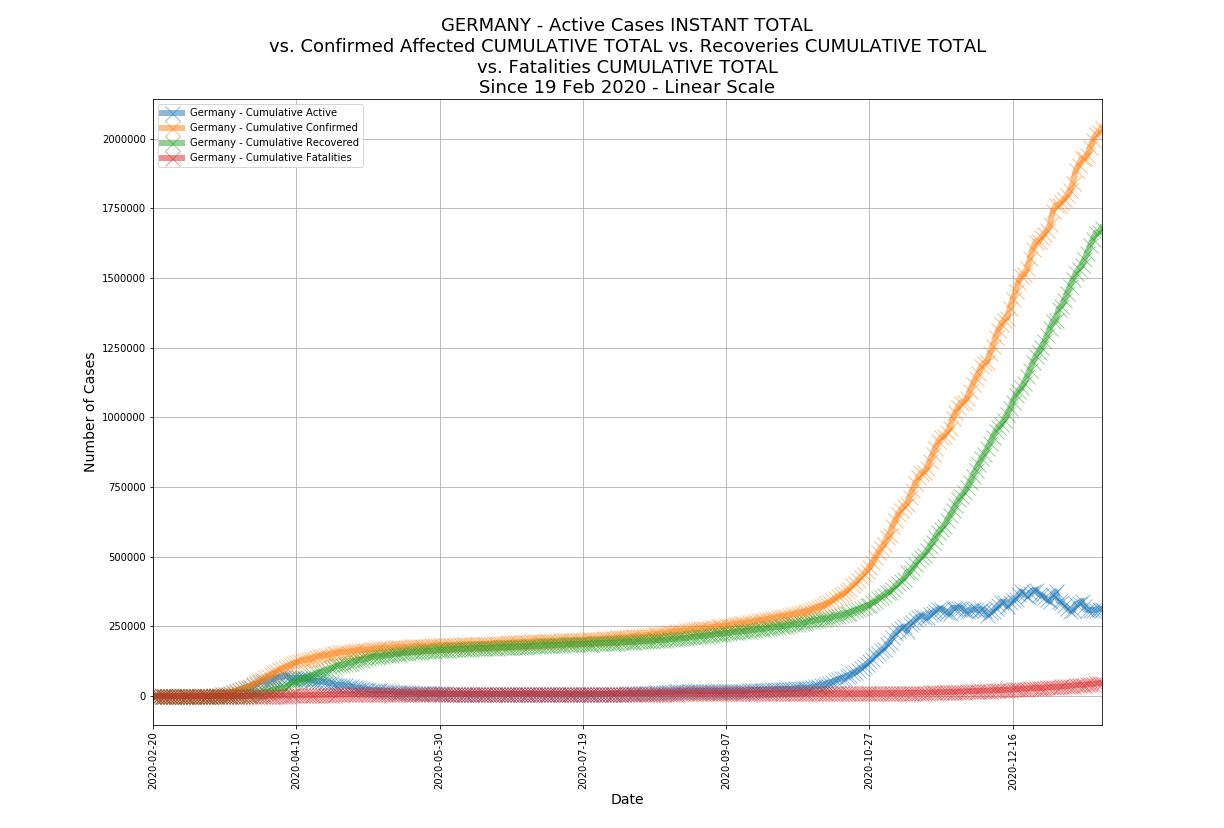 GERMANY - Active Cases INSTANT TOTAL
vs. Confirmed Affected CUMULATIVE TOTAL vs. Recoveries CUMULATIVE TOTAL
vs. Fatalities CUMULATIVE TOTAL
Since 19 Feb 2020 - Linear Scale
Germany - Cumulative Active
Germany - Cumulative Confirmed
Germany - Cumulative Recovered
Germany - Cumulative Fatalities
Number of Cases
2000000
1750000
1500000
1250000
1000000
750000
500000
250000
0
2020-02-20
2020-04-10
2020-05-30
2020-07-19
2020-09-07
2020-10-27
2020-12-16
Date